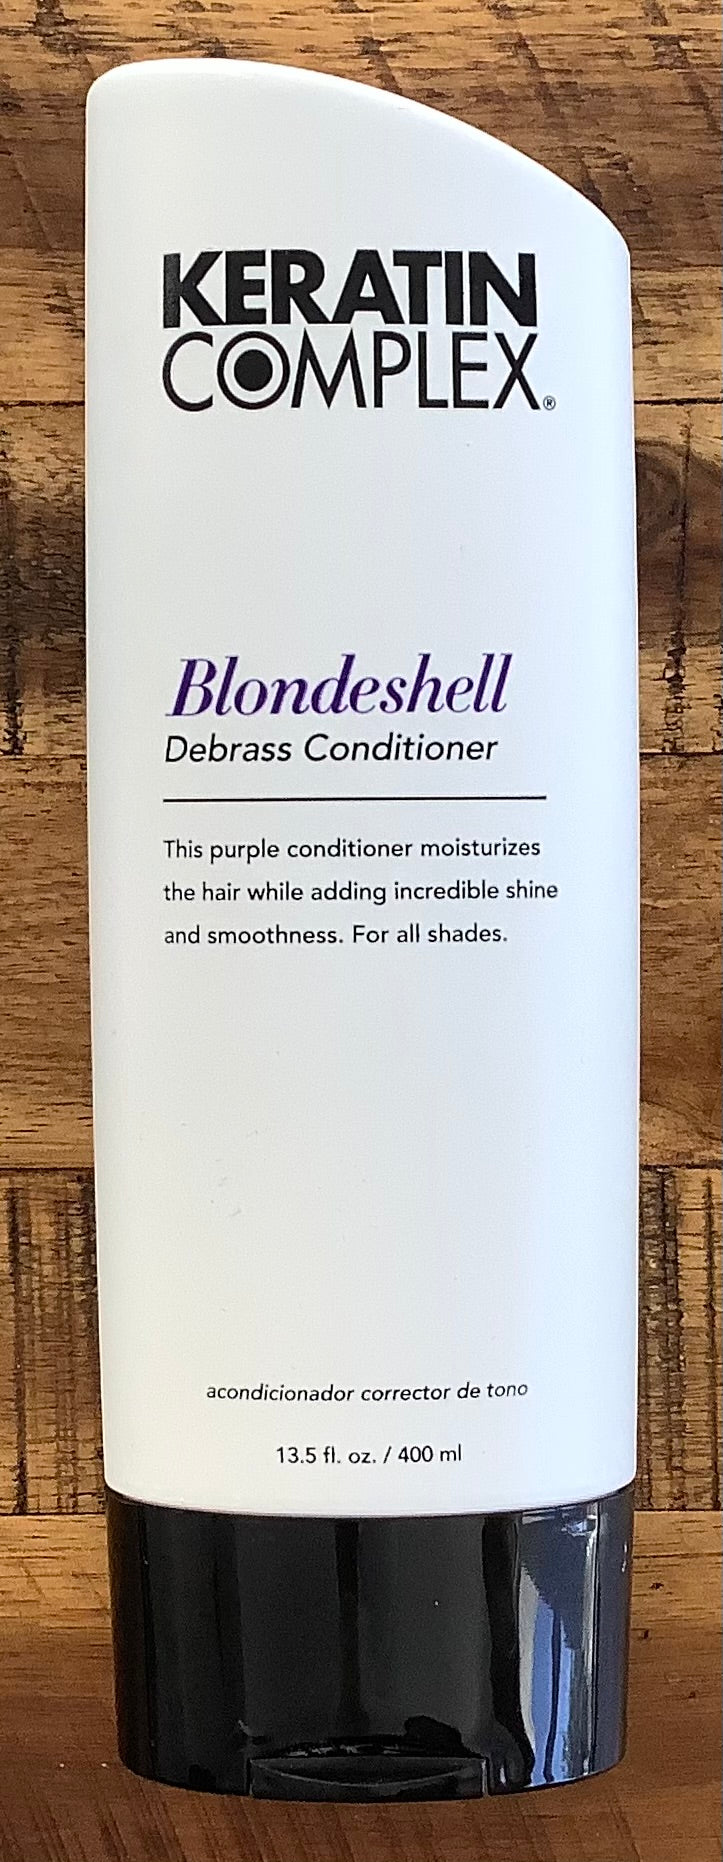 KERATIN
COMPLEX®
Blondeshell
Debrass Conditioner
This purple conditioner moisturizes
the hair while adding incredible shine
and smoothness. For all shades.
acondicionador corrector de tono
13.5 fl. oz. / 400 ml